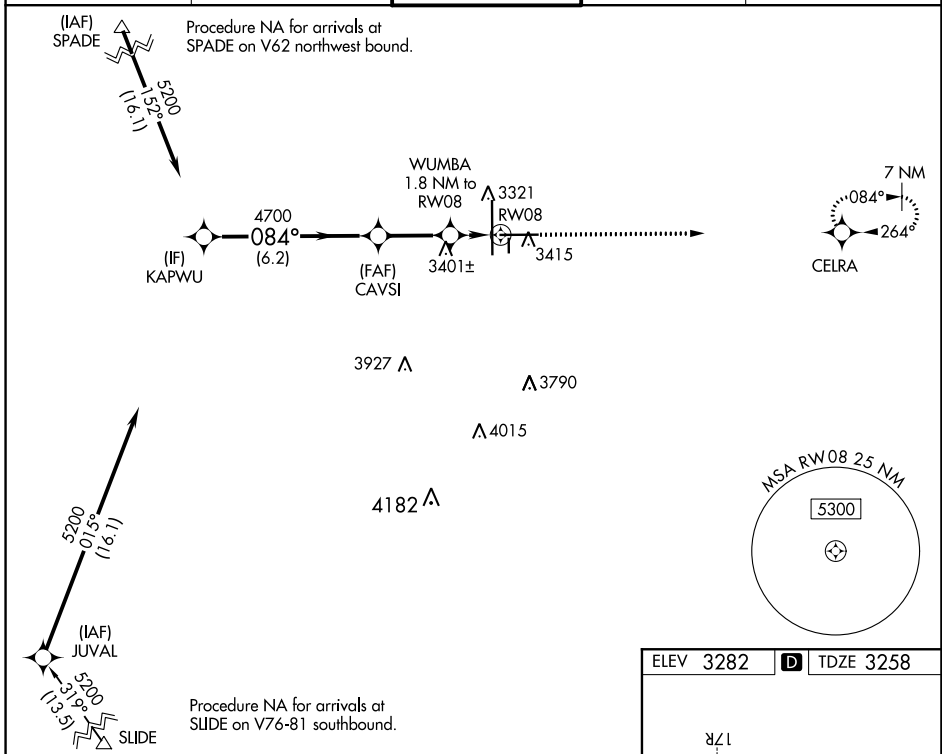 (IAF)
SPADE
Procedure NA for arrivals at
SPADE on V62 northwest bound.
5200
152°
(16.1)
WUMBA
1.8 NM to
RW08
3321
RW08
7 NM
084°
264°
4700
084°
(6.2)
(IF)
KAPWU
(FAF)
CAVSI
3401±
3415
CELRA
3927
3790
4015
4182
MSA RW08 25 NM
5300
5200
015°
(16.1)
(IAF)
JUVAL
5200
319°
(13.5)
SLIDE
Procedure NA for arrivals at
SLIDE on V76-81 southbound.
ELEV 3282 D TDZE 3258
17R